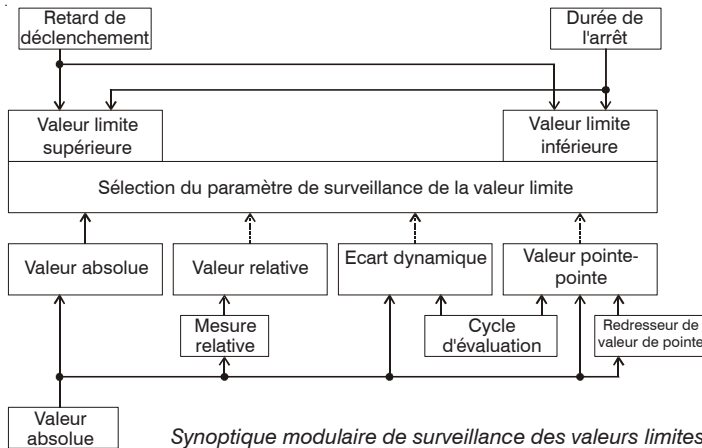 Retard de
déclenchement
Durée de
l'arrêt
Valeur limite
supérieure
Valeur limite
inférieure
Sélection du paramètre de surveillance de la valeur limite
Valeur absolue
Valeur relative
Ecart dynamique
Valeur pointe-
pointe
Mesure
relative
Cycle
d'évaluation
Redresseur de
valeur de pointe
Valeur
absolue
Synoptique modulaire de surveillance des valeurs limites